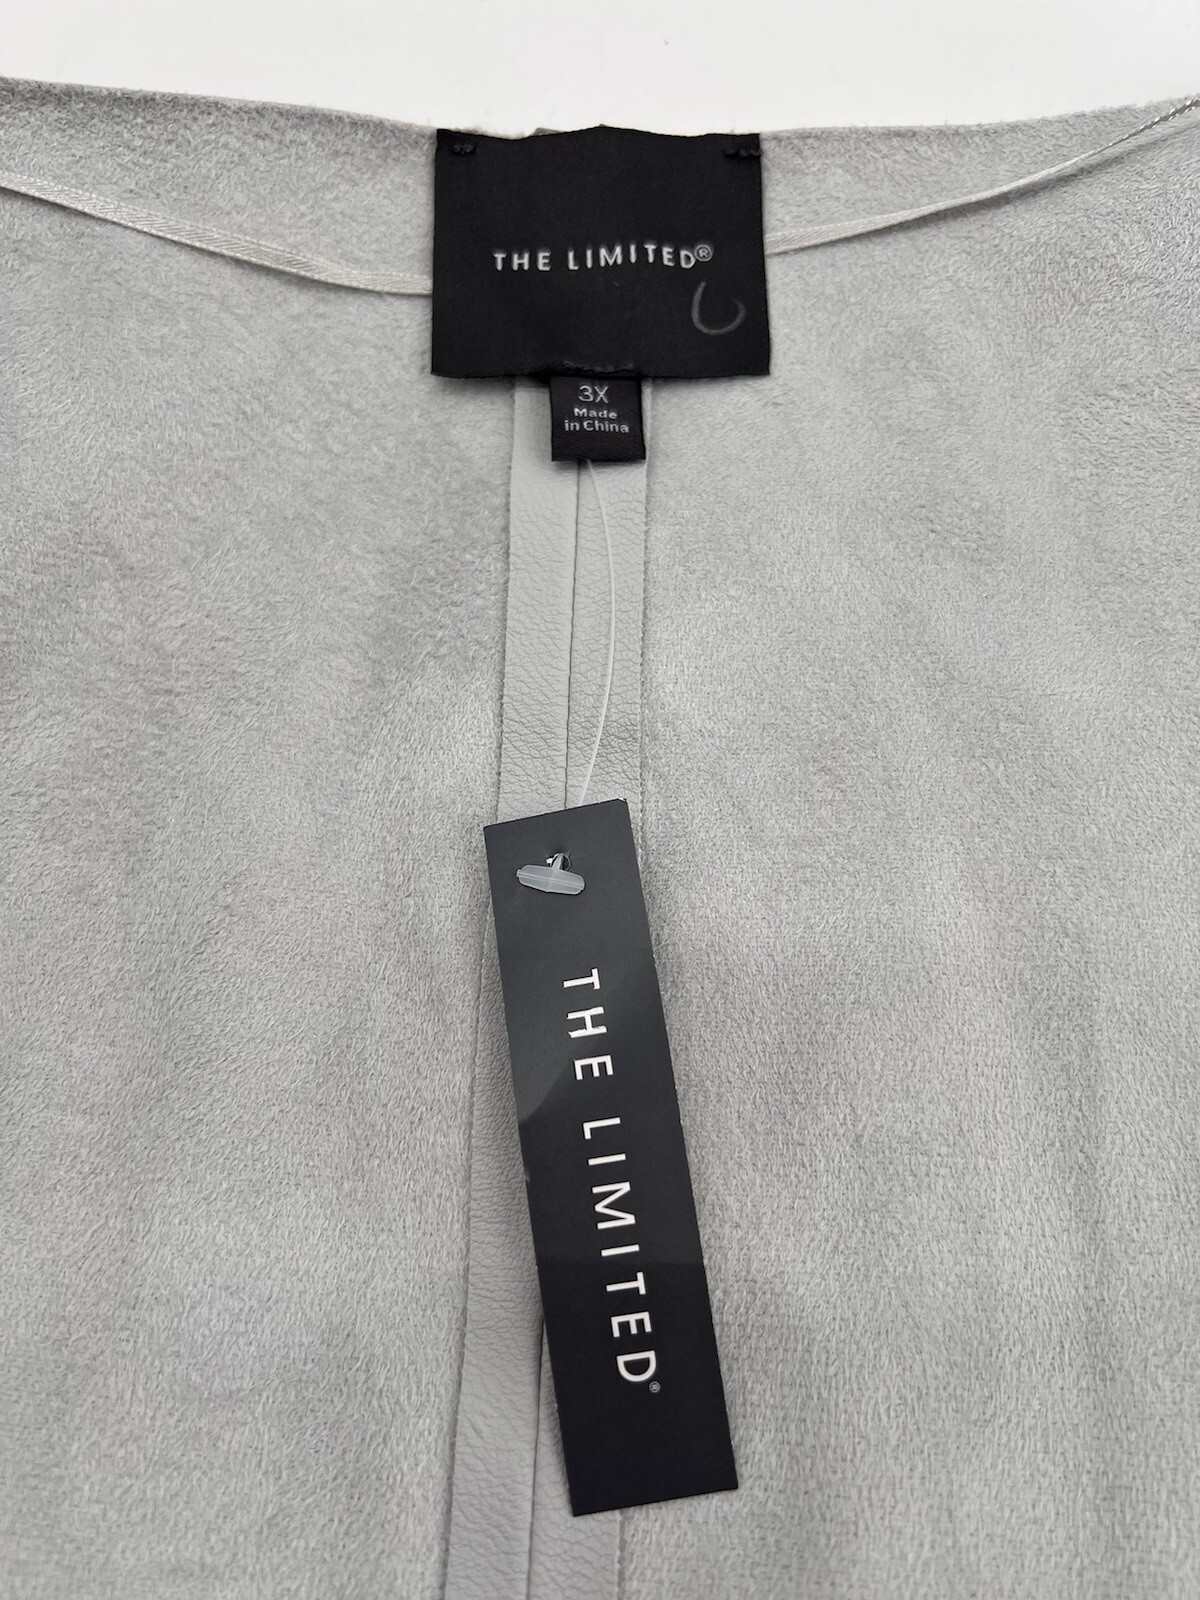 THE LIMITED®
3X
Made
in China
THE LIMITED®